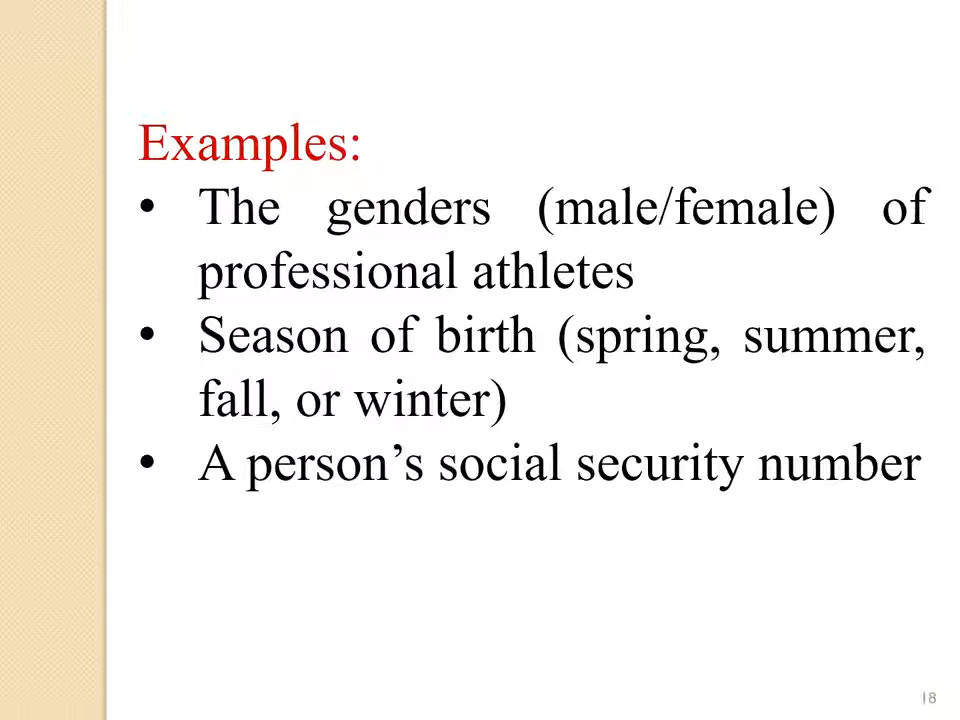 Examples:
• The genders (male/female) of
professional athletes
• Season of birth (spring, summer,
fall, or winter)
• A person’s social security number
18